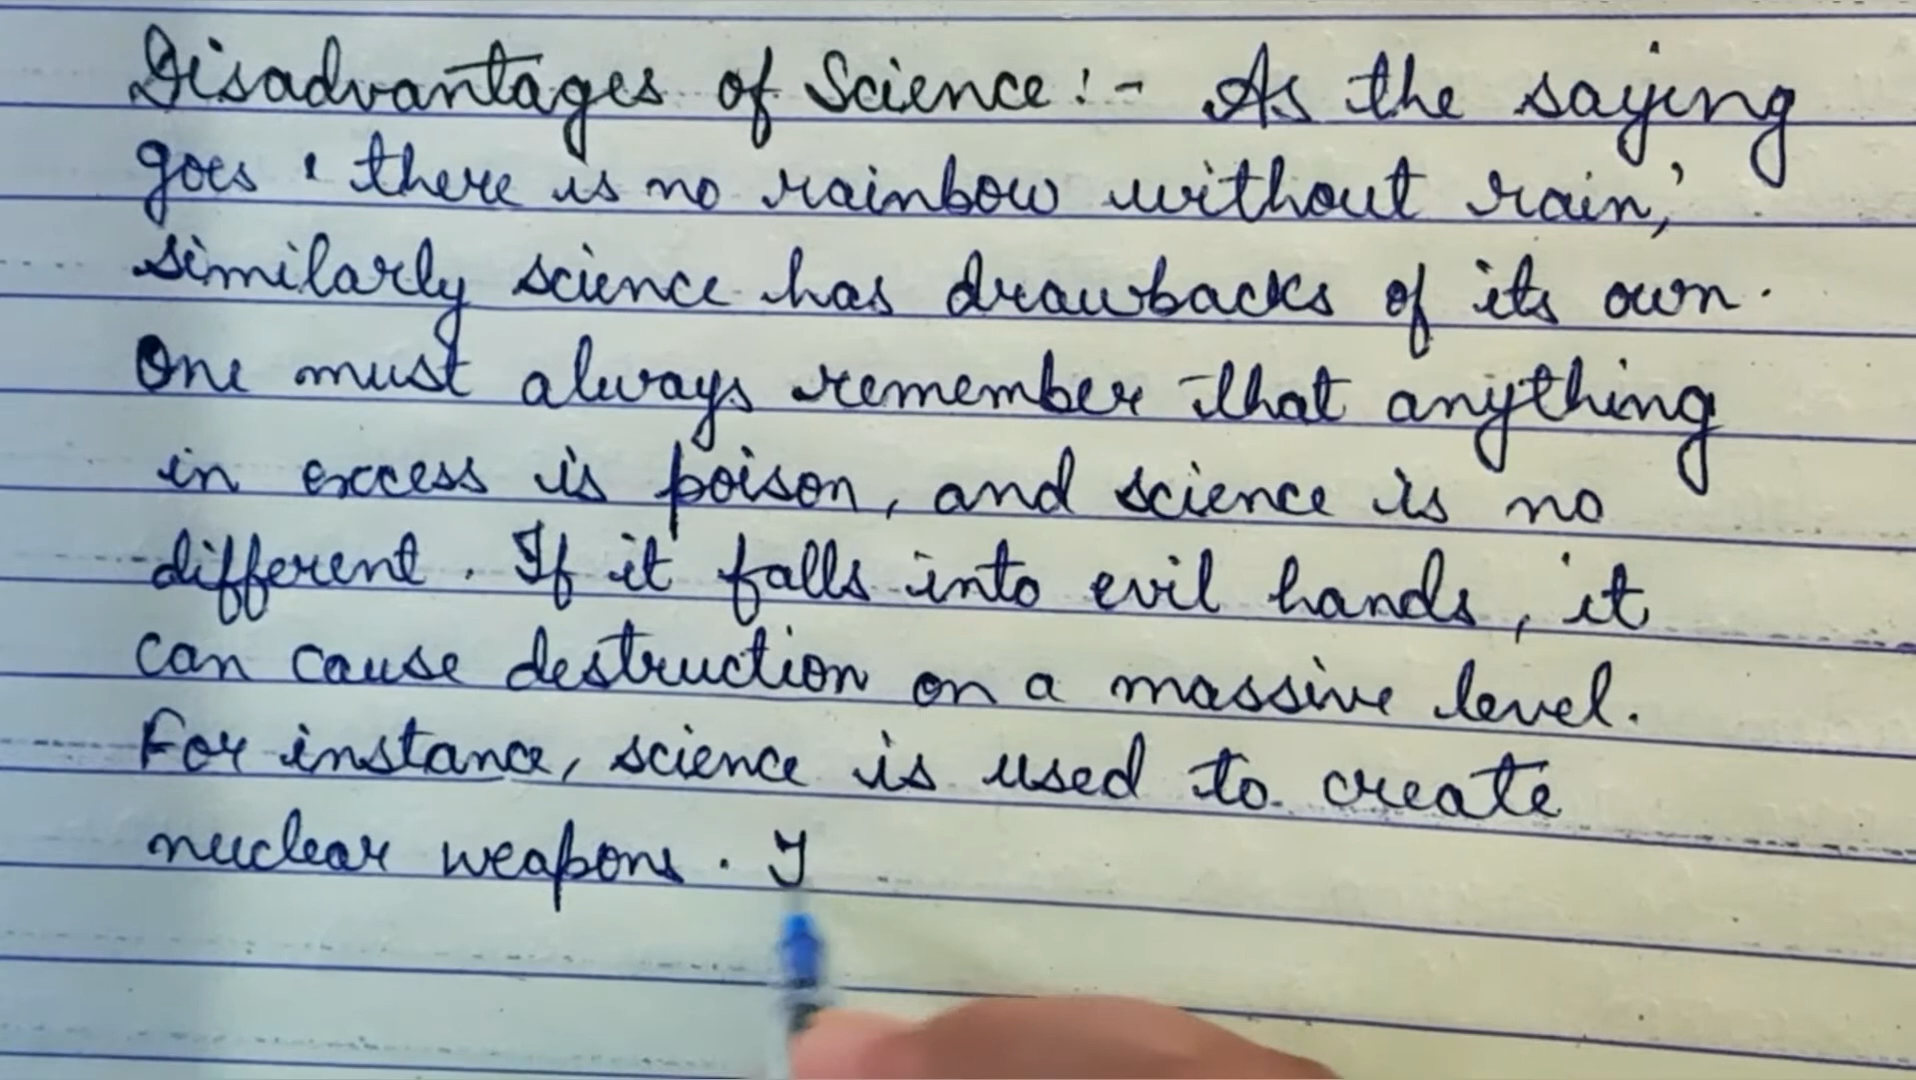 Disadvantages of Science:- As the saying
goes 'there is no rainbow without rain,'
similarly science has drawbacks of its own.
One must always remember that anything
in excess is poison, and science is no
different. If it falls into evil hands, it
can cause destruction on a massive level.
For instance, science is used to create
nuclear weapons.